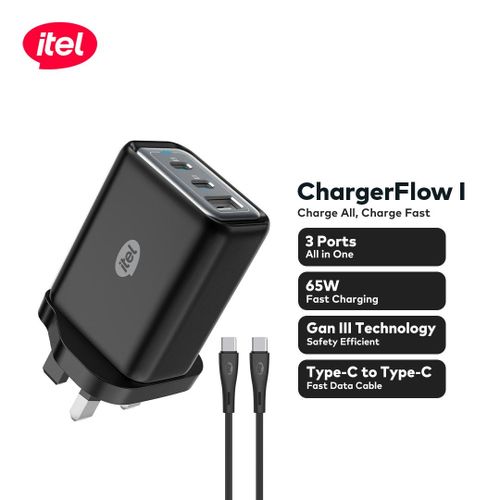 itel
itel
ChargerFlow I
Charge All, Charge Fast
3 Ports
All in One
65W
Fast Charging
Gan III Technology
Safety Efficient
Type-C to Type-C
Fast Data Cable